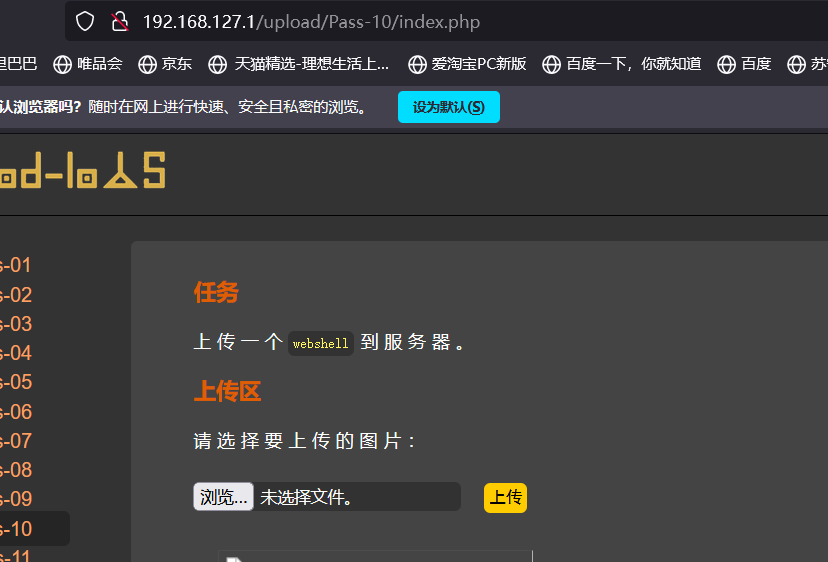 192.168.127.1/upload/Pass-10/index.php
里巴巴 唯品会 京东 天猫精选-理想生活上... 爱淘宝PC新版 百度一下，你就知道 百度 苏
认浏览器吗？随时在网上进行快速、安全且私密的浏览。 设为默认(S)
od-labs
s-01
s-02
s-03
s-04
s-05
s-06
s-07
s-08
s-09
s-10
s-11
任务
上传一个 webshell 到服务器。
上传区
请选择要上传的图片：
浏览... 未选择文件。 上传